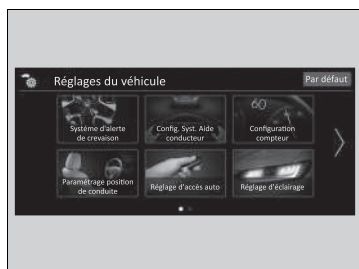 Réglages du véhicule
Par défaut
Système d'alerte
de crevaison
Config. Syst. Aide
conducteur
60
Configuration
compteur
Paramétrage position
de conduite
Réglage d'accès auto
Réglage d'éclairage